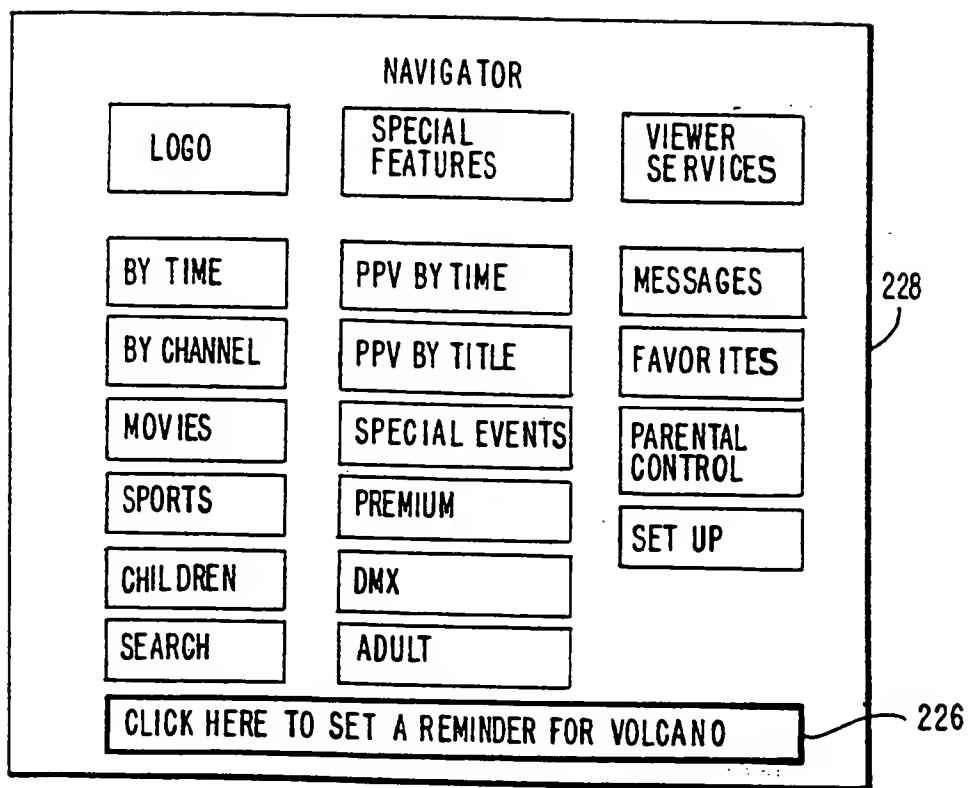 NAVIGATOR
LOGO
SPECIAL
FEATURES
VIEWER
SERVICES
BY TIME
PPV BY TIME
MESSAGES
BY CHANNEL
PPV BY TITLE
FAVORITES
MOVIES
SPECIAL EVENTS
PARENTAL
CONTROL
SPORTS
PREMIUM
SET UP
CHILDREN
DMX
SEARCH
ADULT
CLICK HERE TO SET A REMINDER FOR VOLCANO
228
226